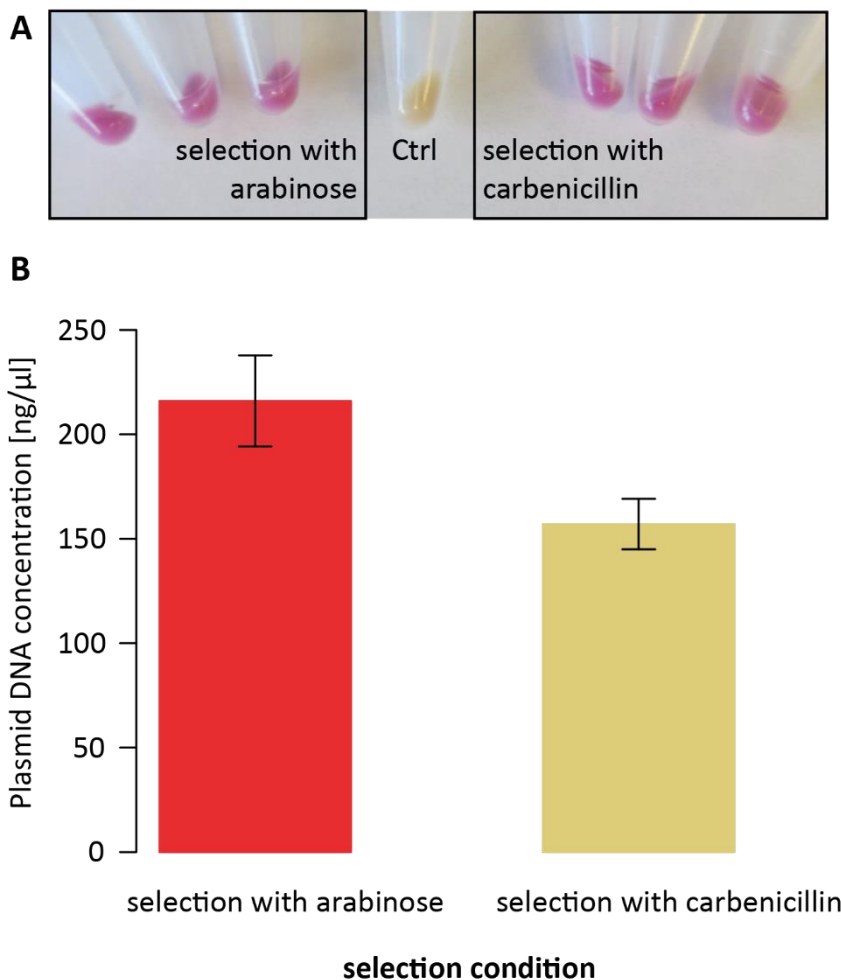 A
selection with
arabinose
Ctrl
selection with
carbenicillin
B
Plasmid DNA concentration [ng/µl]
250
200
150
100
50
0
selection with arabinose
selection with carbenicillin
selection condition